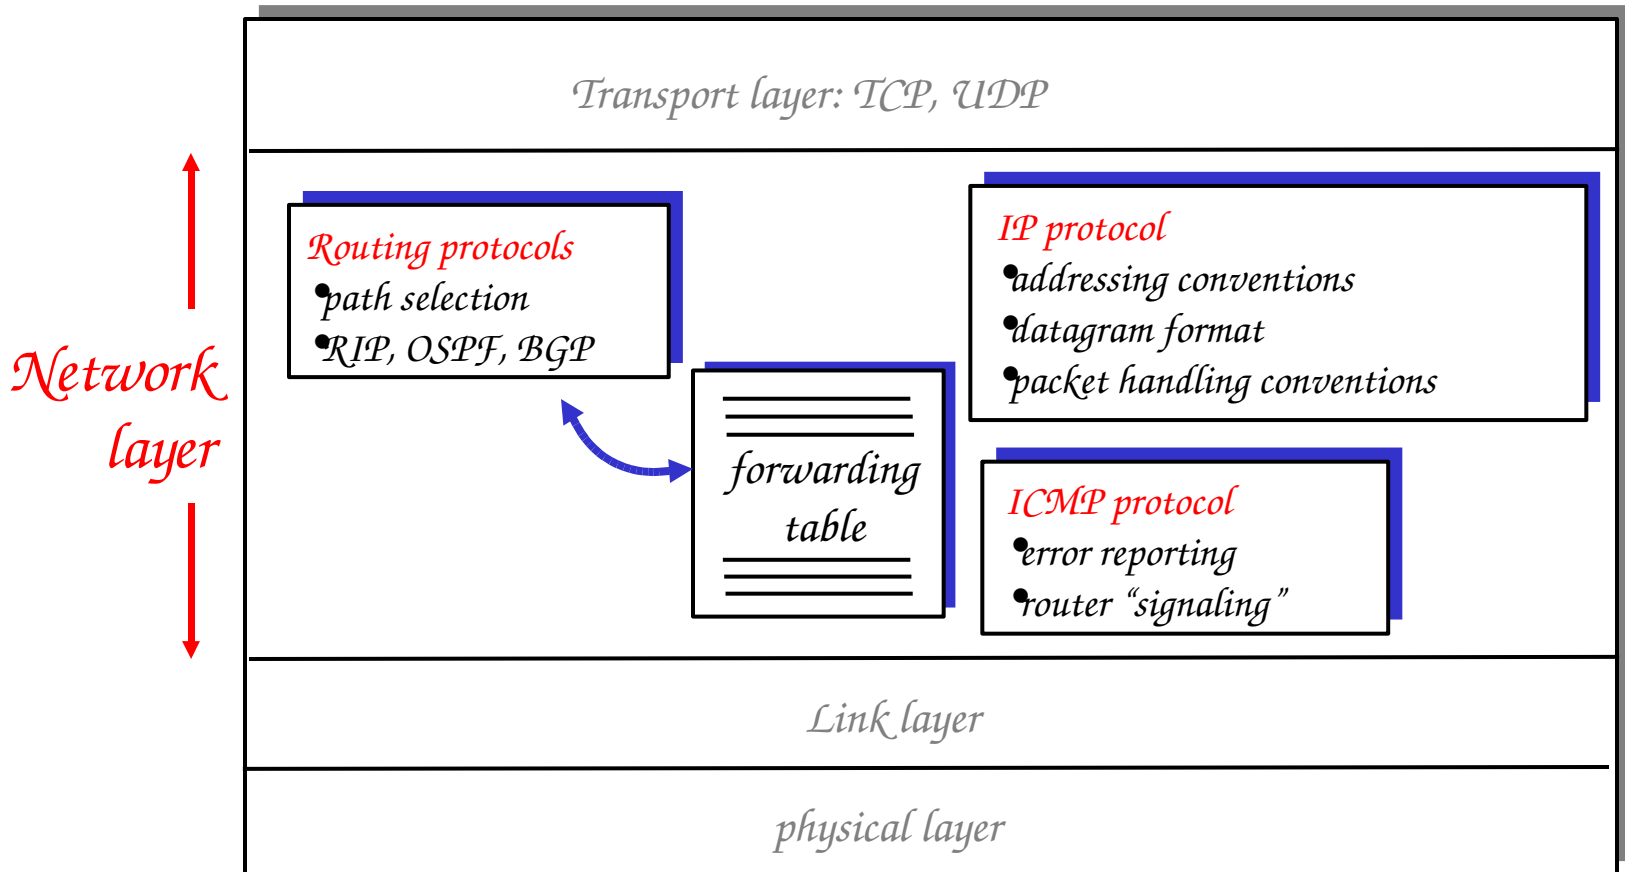 Transport layer: TCP, UDP
Network
layer
Routing protocols
•path selection
•RIP, OSPF, BGP
forwarding
table
IP protocol
•addressing conventions
•datagram format
•packet handling conventions
ICMP protocol
•error reporting
•router “signaling”
Link layer
physical layer